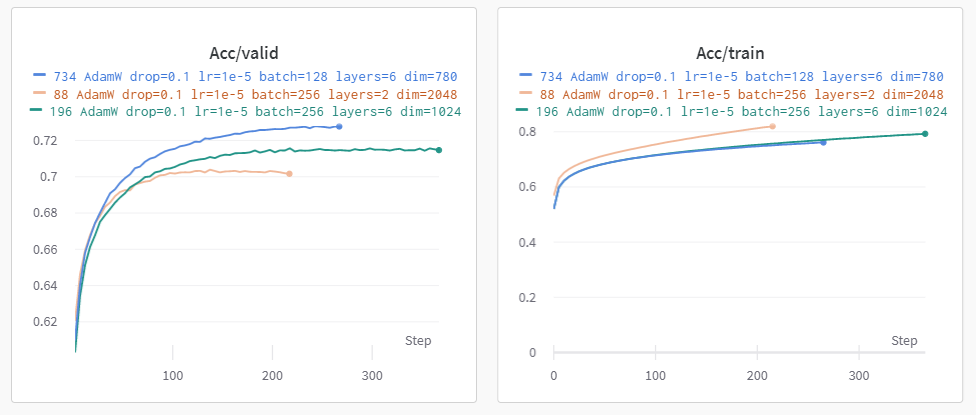 Acc/valid
734 AdamW drop=0.1 lr=1e-5 batch=128 layers=6 dim=780
88 AdamW drop=0.1 lr=1e-5 batch=256 layers=2 dim=2048
196 AdamW drop=0.1 lr=1e-5 batch=256 layers=6 dim=1024
0.72
0.7
0.68
0.66
0.64
0.62
Step
100 200 300
Acc/train
734 AdamW drop=0.1 lr=1e-5 batch=128 layers=6 dim=780
88 AdamW drop=0.1 lr=1e-5 batch=256 layers=2 dim=2048
196 AdamW drop=0.1 lr=1e-5 batch=256 layers=6 dim=1024
0.8
0.6
0.4
0.2
0
Step
0 100 200 300